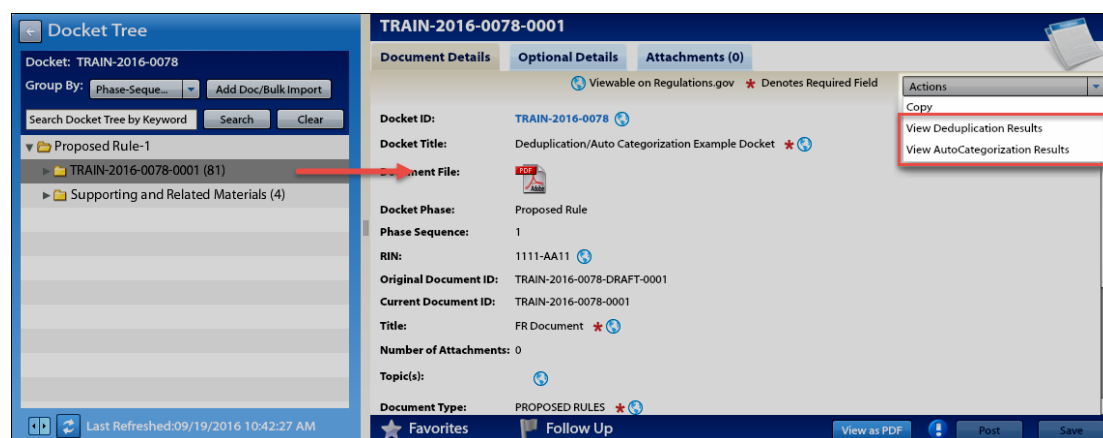 Docket Tree
Docket: TRAIN-2016-0078
Group By: Phase-Seque... Add Doc/Bulk Import
Search Docket Tree by Keyword Search Clear
Proposed Rule-1
TRAIN-2016-0078-0001 (81)
Supporting and Related Materials (4)
Last Refreshed:09/19/2016 10:42:27 AM
TRAIN-2016-0078-0001
Document Details Optional Details Attachments (0)
Viewable on Regulations.gov * Denotes Required Field
Actions
Copy
View Deduplication Results
View AutoCategorization Results
Docket ID: TRAIN-2016-0078
Docket Title: Deduplication/Auto Categorization Example Docket *
ment File: PDF Adobe
Docket Phase: Proposed Rule
Phase Sequence: 1
RIN: 1111-AA11
Original Document ID: TRAIN-2016-0078-DRAFT-0001
Current Document ID: TRAIN-2016-0078-0001
Title: FR Document *
Number of Attachments: 0
Topic(s):
Document Type: PROPOSED RULES *
Favorites Follow Up View as PDF Post Save